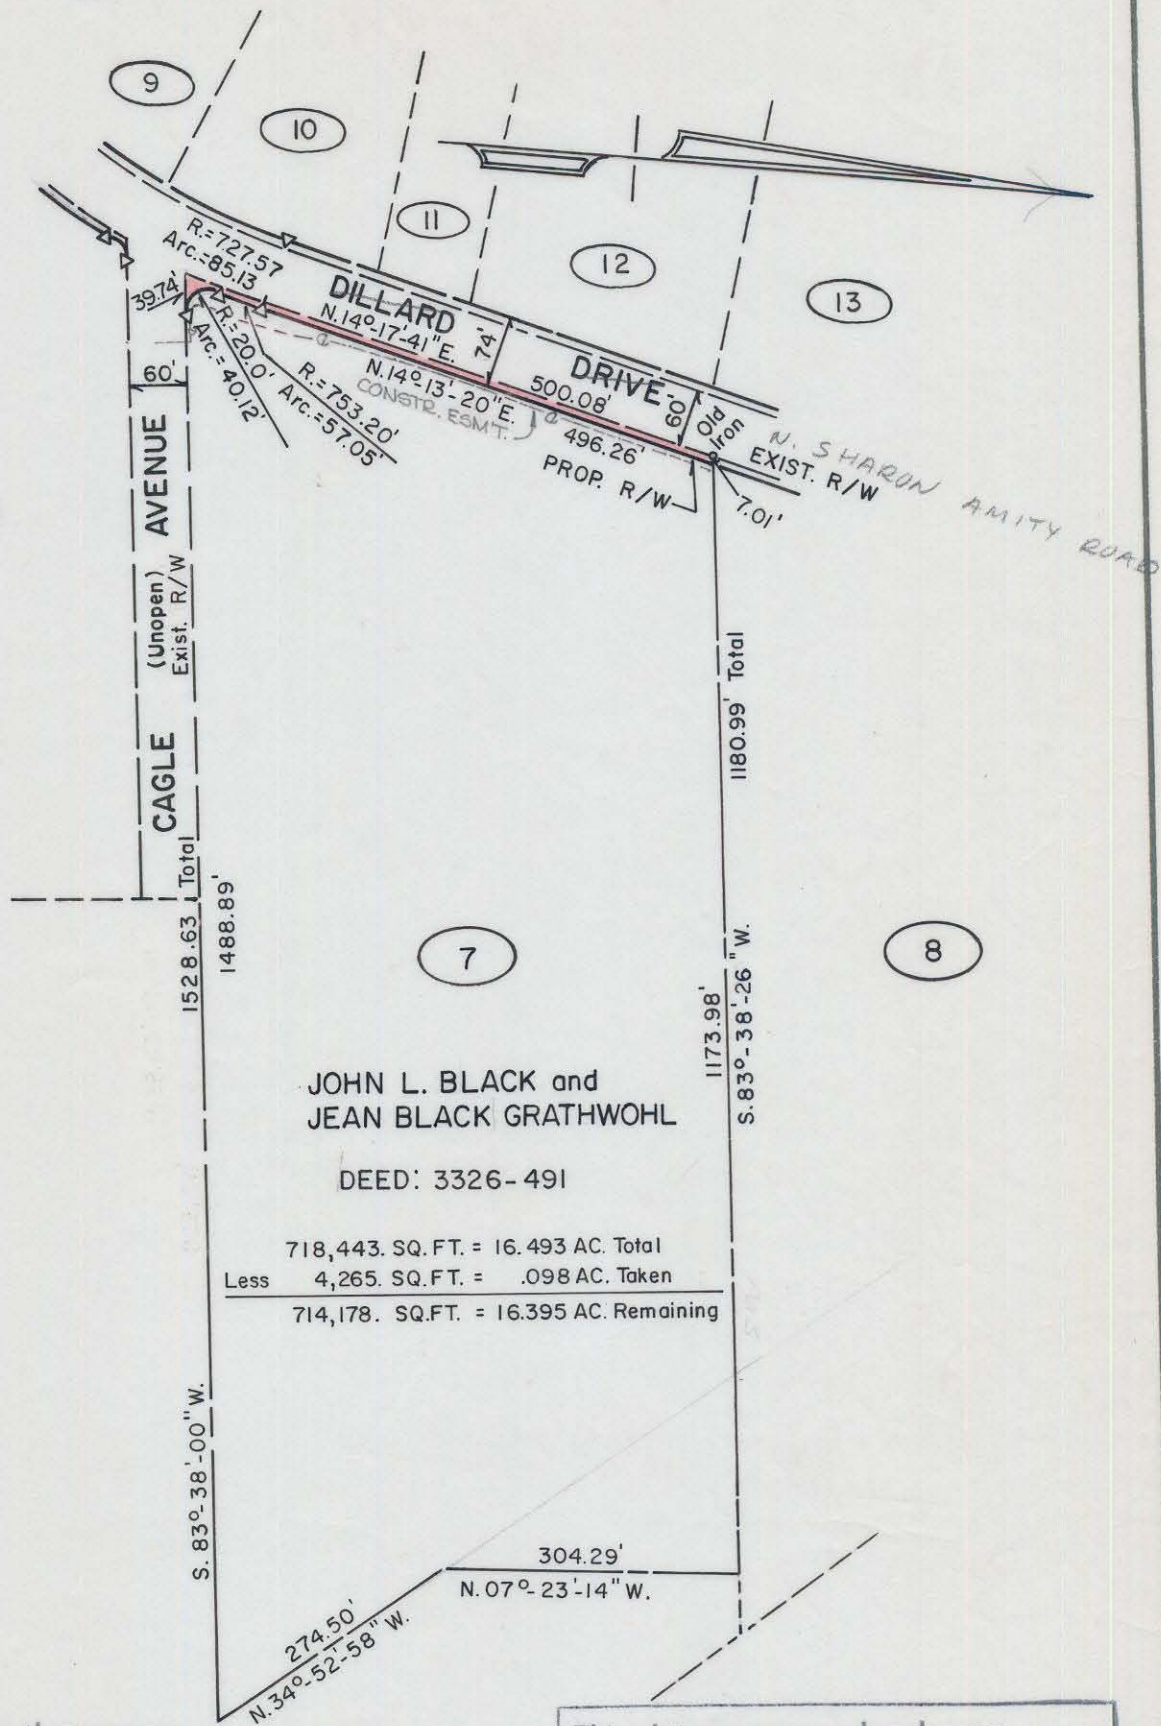 9
10
11
12
13
R.=727.57
Arc.=85.13
39.74'
DILLARD
N.14°-17'-41"E.
74'
DRIVE
500.08'
60'
Old
Iron
N. SHARON AMITY ROAD
EXIST. R/W
R.=20.0'
Arc.=40.12'
R.=753.20'
Arc.=57.05'
N.14°-13'-20"E.
CONSTR. ESM'T.
496.26'
PROP. R/W
7.01'
60'
CAGLE AVENUE
(Unopen)
Exist. R/W
1180.99' Total
1528.63 Total
1488.89'
7
8
1173.98'
S.83°-38'-26"W.
JOHN L. BLACK and
JEAN BLACK GRATHWOHL
DEED: 3326-491
718,443. SQ.FT. = 16.493 AC. Total
Less 4,265. SQ.FT. = .098 AC. Taken
714,178. SQ.FT. = 16.395 AC. Remaining
S. 83°-38'-00" W.
304.29'
N.07°-23'-14"W.
274.50'
N.34°-52'-58"W.